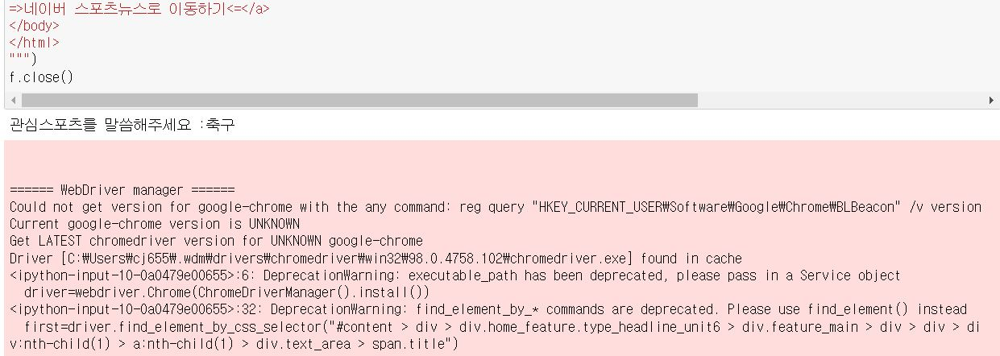 =>네이버 스포츠뉴스로 이동하기<=</a>
</body>
</html>
""")
f.close()
관심스포츠를 말씀해주세요 :축구
====== WebDriver manager ======
Could not get version for google-chrome with the any command: reg query "HKEY_CURRENT_USER₩Software₩Google₩Chrome₩BLBeacon" /v version
Current google-chrome version is UNKNOWN
Get LATEST chromedriver version for UNKNOWN google-chrome
Driver [C:₩Users₩cj655₩.wdm₩drivers₩chromedriver₩win32₩98.0.4758.102₩chromedriver.exe] found in cache
<ipython-input-10-0a0479e00655>:6: DeprecationWarning: executable_path has been deprecated, please pass in a Service object
  driver=webdriver.Chrome(ChromeDriverManager().install())
<ipython-input-10-0a0479e00655>:32: DeprecationWarning: find_element_by_* commands are deprecated. Please use find_element() instead
  first=driver.find_element_by_css_selector("#content > div > div.home_feature.type_headline_unit6 > div.feature_main > div > div > di
v:nth-child(1) > a:nth-child(1) > div.text_area > span.title")